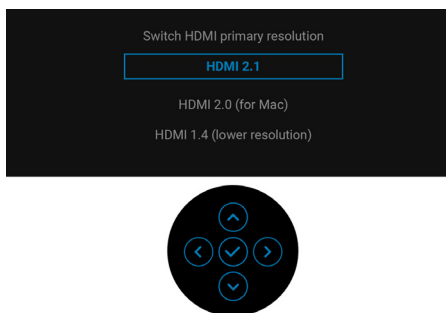 Switch HDMI primary resolution
HDMI 2.1
HDMI 2.0 (for Mac)
HDMI 1.4 (lower resolution)